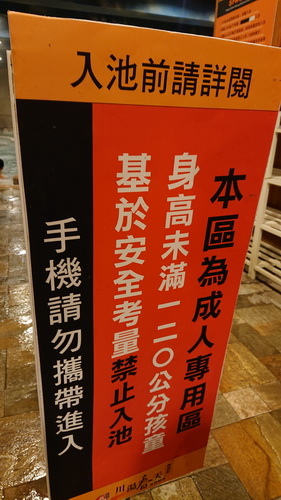 入池前請詳閱
本區為成人專用區
身高未滿一二〇公分孩童
基於安全考量禁止入池
手機請勿攜帶進入